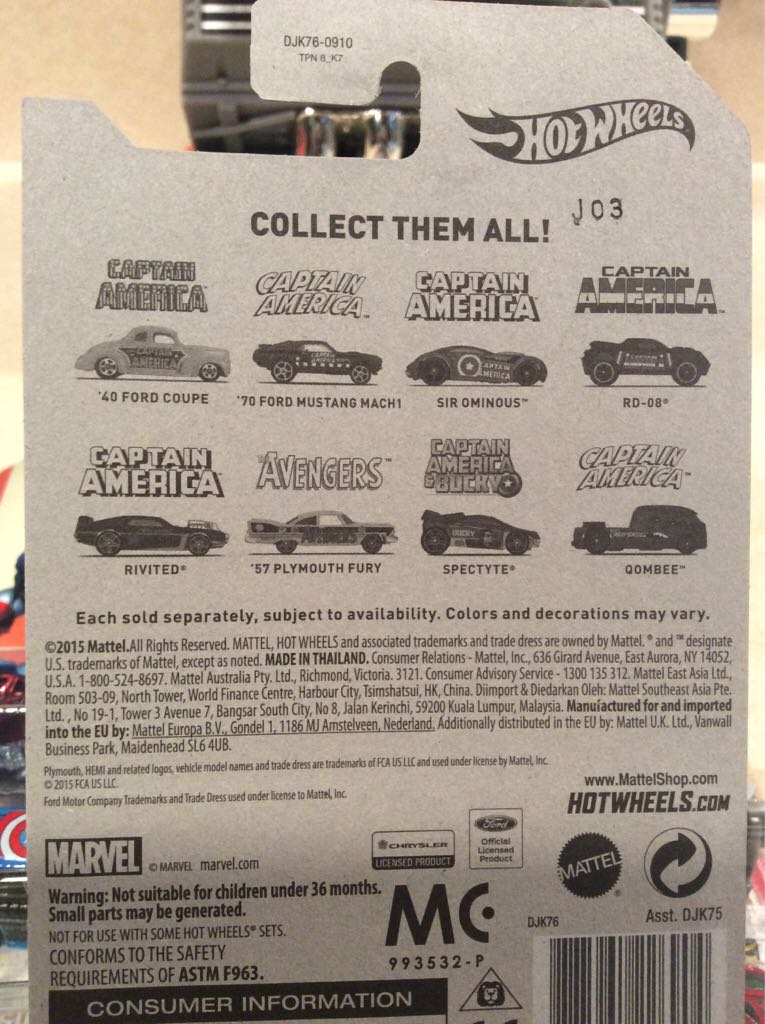 DJK76-0910
TPN 8_K7
HOT WHEELS
J03
COLLECT THEM ALL!
CAPTAIN AMERICA
CAPTAIN AMERICA™
CAPTAIN AMERICA
CAPTAIN AMERICA™
CAPTAIN AMERICA
CAPTAIN AMERICA
'40 FORD COUPE
'70 FORD MUSTANG MACH1
SIR OMINOUS™
RD-08®
CAPTAIN AMERICA™
AVENGERS™
CAPTAIN AMERICA & BUCKY
CAPTAIN AMERICA™
BUCKY
RIVITED®
'57 PLYMOUTH FURY
SPECTYTE®
QOMBEE™
Each sold separately, subject to availability. Colors and decorations may vary.
©2015 Mattel.All Rights Reserved. MATTEL, HOT WHEELS and associated trademarks and trade dress are owned by Mattel. ® and ™ designate
U.S. trademarks of Mattel, except as noted. MADE IN THAILAND. Consumer Relations - Mattel, Inc., 636 Girard Avenue, East Aurora, NY 14052,
U.S.A. 1-800-524-8697. Mattel Australia Pty. Ltd., Richmond, Victoria. 3121. Consumer Advisory Service - 1300 135 312. Mattel East Asia Ltd.,
Room 503-09, North Tower, World Finance Centre, Harbour City, Tsimshatsui, HK, China. Diimport & Diedarkan Oleh: Mattel Southeast Asia Pte.
Ltd. , No 19-1, Tower 3 Avenue 7, Bangsar South City, No 8, Jalan Kerinchi, 59200 Kuala Lumpur, Malaysia. Manufactured for and imported
into the EU by: Mattel Europa B.V., Gondel 1, 1186 MJ Amstelveen, Nederland. Additionally distributed in the EU by: Mattel U.K. Ltd., Vanwall
Business Park, Maidenhead SL6 4UB.
Plymouth, HEMI and related logos, vehicle model names and trade dress are trademarks of FCA US LLC and used under license by Mattel, Inc.
© 2015 FCA US LLC.
Ford Motor Company Trademarks and Trade Dress used under license to Mattel, Inc.
www.MattelShop.com
HOTWHEELS.COM
MARVEL © MARVEL marvel.com
CHRYSLER
LICENSED PRODUCT
Ford
Official
Licensed
Product
MATTEL®
Warning: Not suitable for children under 36 months.
Small parts may be generated.
NOT FOR USE WITH SOME HOT WHEELS® SETS.
CONFORMS TO THE SAFETY
REQUIREMENTS OF ASTM F963.
MC
993532-P
DJK76
Asst. DJK75
CONSUMER INFORMATION